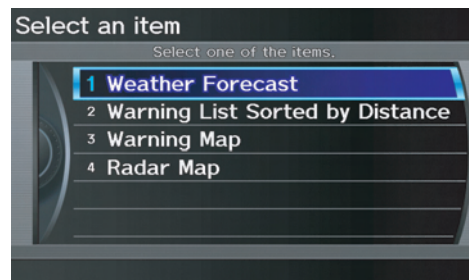 Select an item
Select one of the items.
1 Weather Forecast
2 Warning List Sorted by Distance
3 Warning Map
4 Radar Map